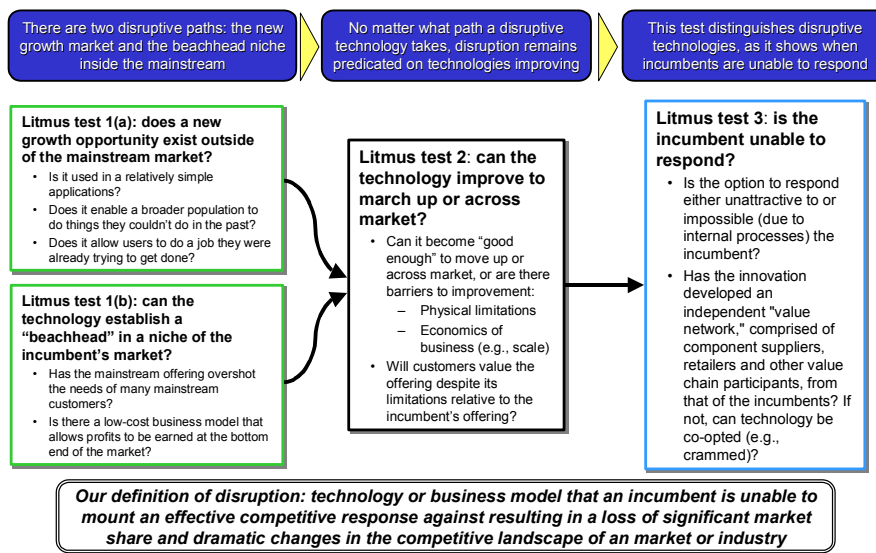 There are two disruptive paths: the new
growth market and the beachhead niche
inside the mainstream
No matter what path a disruptive
technology takes, disruption remains
predicated on technologies improving
This test distinguishes disruptive
technologies, as it shows when
incumbents are unable to respond
Litmus test 1(a): does a new
growth opportunity exist outside
of the mainstream market?
• Is it used in a relatively simple
applications?
• Does it enable a broader population to
do things they couldn't do in the past?
• Does it allow users to do a job they were
already trying to get done?
Litmus test 1(b): can the
technology establish a
“beachhead” in a niche of the
incumbent's market?
• Has the mainstream offering overshot
the needs of many mainstream
customers?
• Is there a low-cost business model that
allows profits to be earned at the bottom
end of the market?
Litmus test 2: can the
technology improve to
march up or across
market?
• Can it become “good
enough” to move up or
across market, or are there
barriers to improvement:
– Physical limitations
– Economics of
business (e.g., scale)
• Will customers value the
offering despite its
limitations relative to the
incumbent's offering?
Litmus test 3: is the
incumbent unable to
respond?
• Is the option to respond
either unattractive to or
impossible (due to
internal processes) the
incumbent?
• Has the innovation
developed an
independent "value
network," comprised of
component suppliers,
retailers and other value
chain participants, from
that of the incumbents? If
not, can technology be
co-opted (e.g.,
crammed)?
Our definition of disruption: technology or business model that an incumbent is unable to
mount an effective competitive response against resulting in a loss of significant market
share and dramatic changes in the competitive landscape of an market or industry